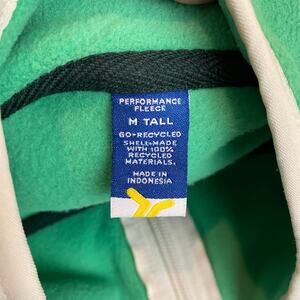 PERFORMANCE
FLEECE
M TALL
GO-RECYCLED
SHELL-MADE
WITH 100%
RECYCLED
MATERIALS.
MADE IN
INDONESIA